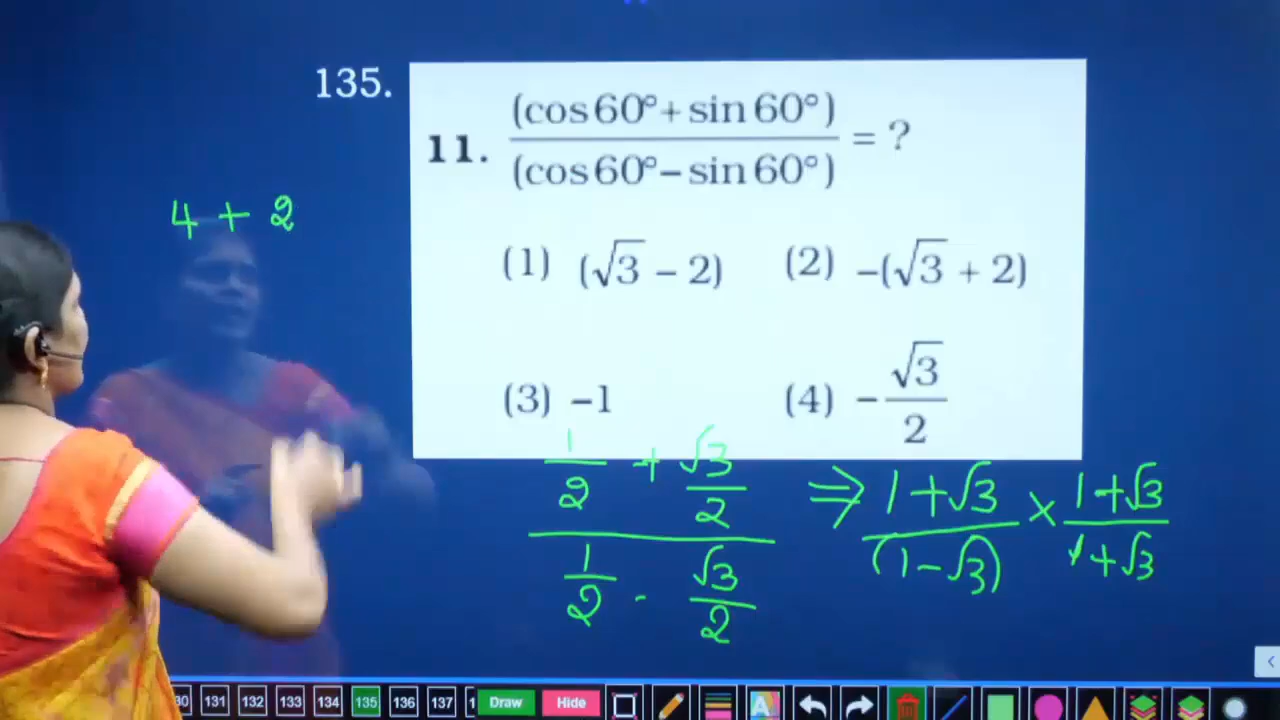 135.
11. (cos 60° + sin 60°) / (cos 60° – sin 60°) = ?
4 + 2
(1) (√3 – 2) (2) –(√3 + 2)
(3) –1 (4) –√3/2
1/2 + √3/2 ⇒ 1+√3 / (1-√3) × 1+√3 / 1+√3
1/2 - √3/2
30 131 132 133 134 135 136 137 1 Draw Hide A